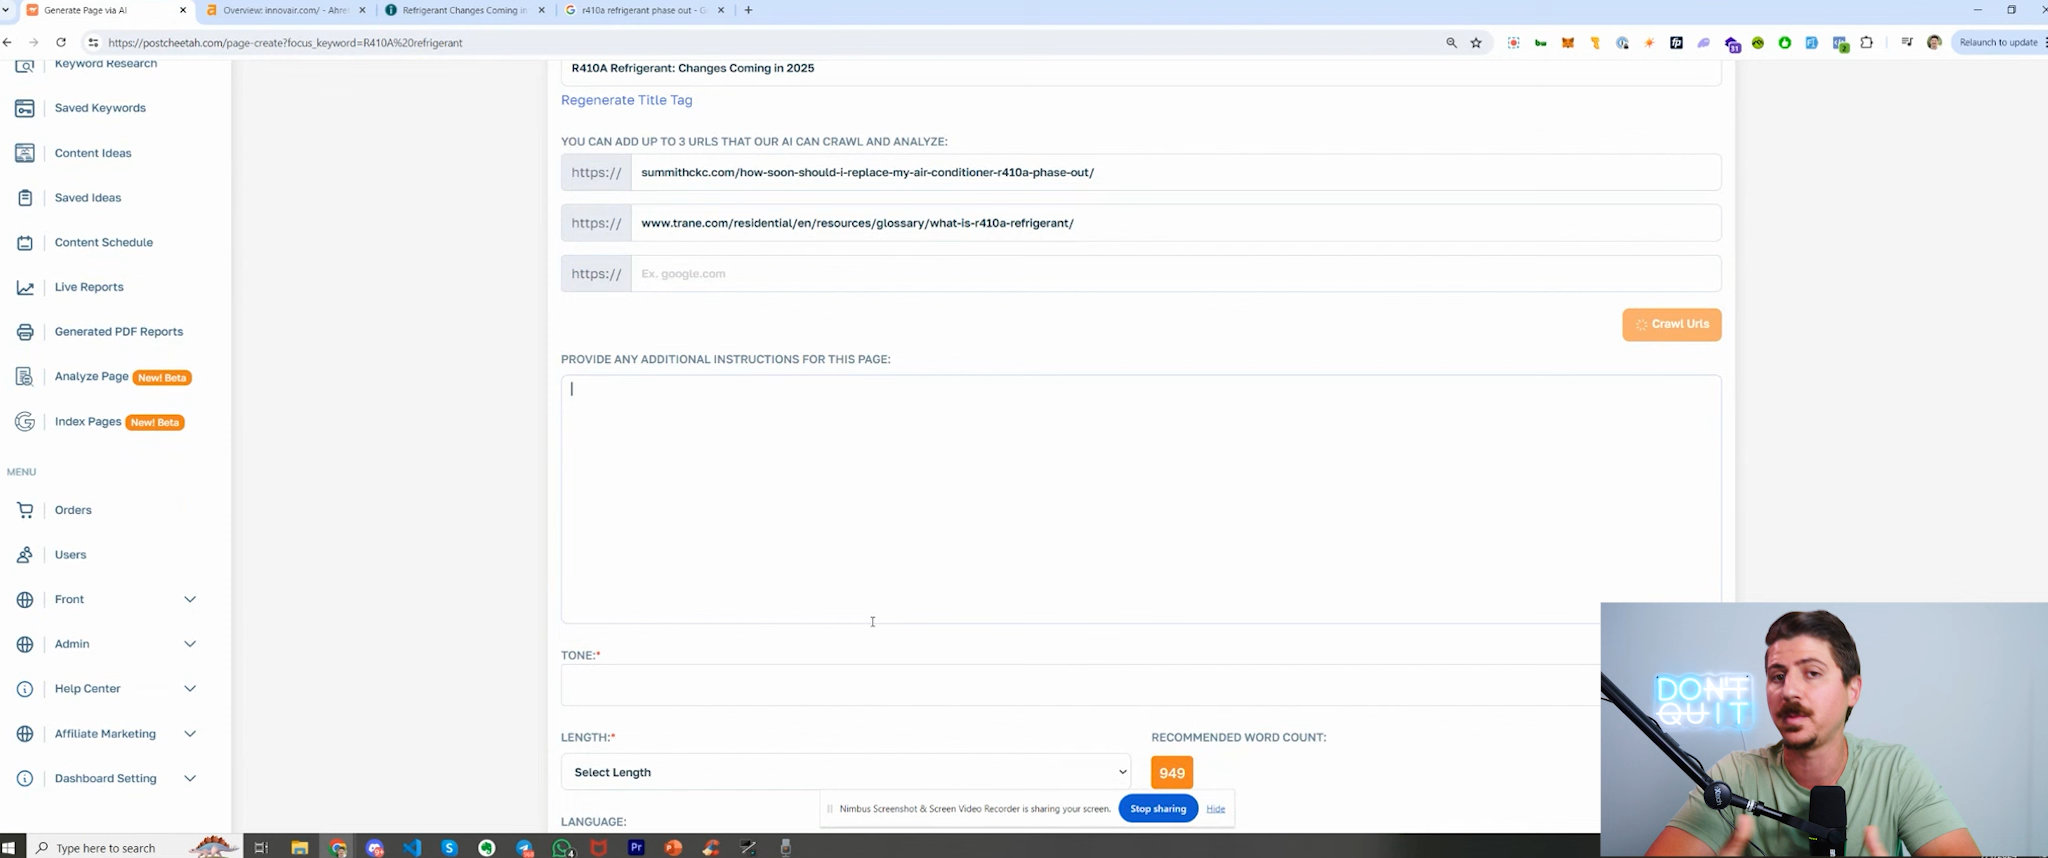 Generate Page via AI
Overview: innovair.com/ - Ahre
Refrigerant Changes Coming in
r410a refrigerant phase out - G
https://postcheetah.com/page-create?focus_keyword=R410A%20refrigerant
Relaunch to update
Keyword Research
Saved Keywords
Content Ideas
Saved Ideas
Content Schedule
Live Reports
Generated PDF Reports
Analyze Page New! Beta
Index Pages New! Beta
MENU
Orders
Users
Front
Admin
Help Center
Affiliate Marketing
Dashboard Setting
R410A Refrigerant: Changes Coming in 2025
Regenerate Title Tag
YOU CAN ADD UP TO 3 URLS THAT OUR AI CAN CRAWL AND ANALYZE:
https:// summithckc.com/how-soon-should-i-replace-my-air-conditioner-r410a-phase-out/
https:// www.trane.com/residential/en/resources/glossary/what-is-r410a-refrigerant/
https:// Ex. google.com
Crawl Urls
PROVIDE ANY ADDITIONAL INSTRUCTIONS FOR THIS PAGE:
TONE:*
LENGTH:*
RECOMMENDED WORD COUNT:
Select Length
949
LANGUAGE:
Nimbus Screenshot & Screen Video Recorder is sharing your screen. Stop sharing Hide
DON'T
QUIT
Type here to search